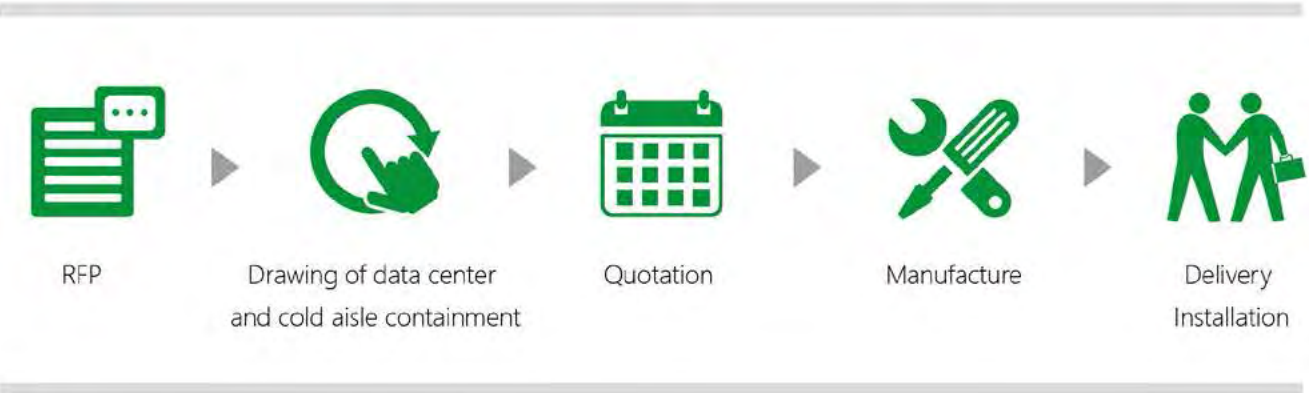 RFP
Drawing of data center
and cold aisle containment
Quotation
Manufacture
Delivery
Installation